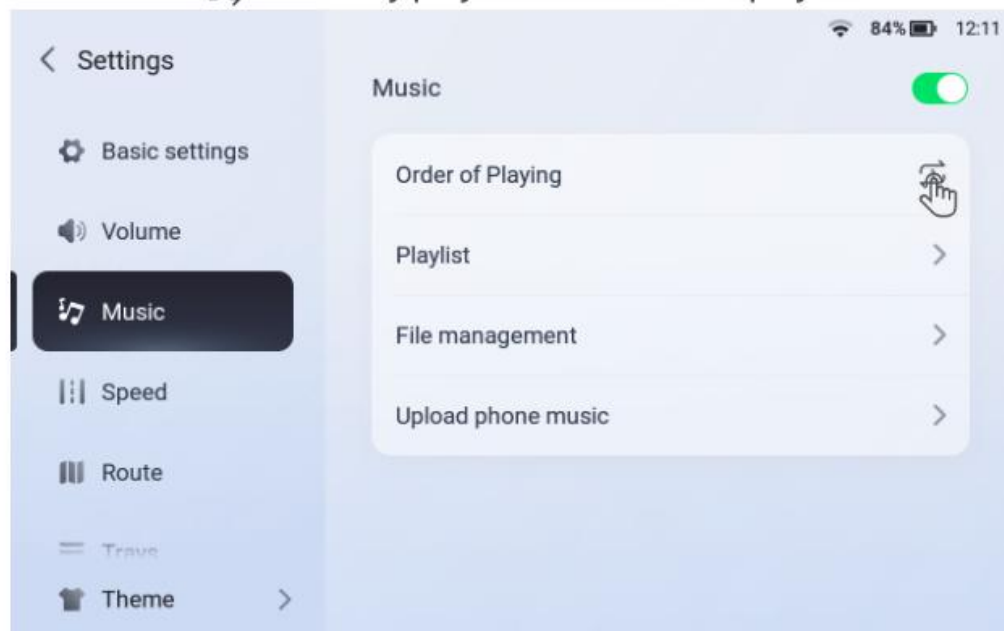 84% 12:11
Settings
Music
Basic settings
Order of Playing
Volume
Playlist
Music
File management
Speed
Upload phone music
Route
Theme